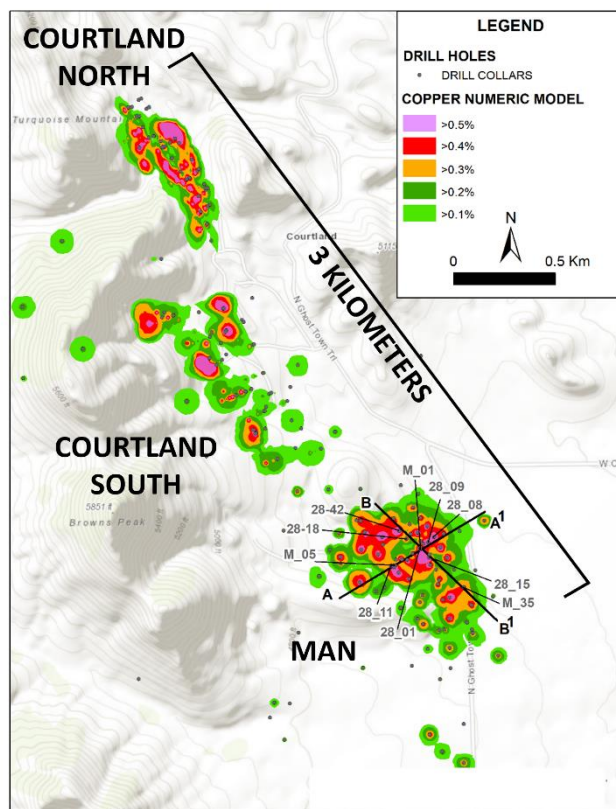 COURTLAND
NORTH
LEGEND
DRILL HOLES
DRILL COLLARS
COPPER NUMERIC MODEL
>0.5%
>0.4%
>0.3%
>0.2%
>0.1%
N
0 0.5 Km
Turquoise Mountain
Courtland
3 KILOMETERS
N Ghost Town Trl
COURTLAND
SOUTH
5851 ft
Browns Peak
M_01
28_09
28_08
B
A1
28-42
28-18
M_05
A
28_15
M_35
28_11
28_01
B1
MAN
N Ghost Tow